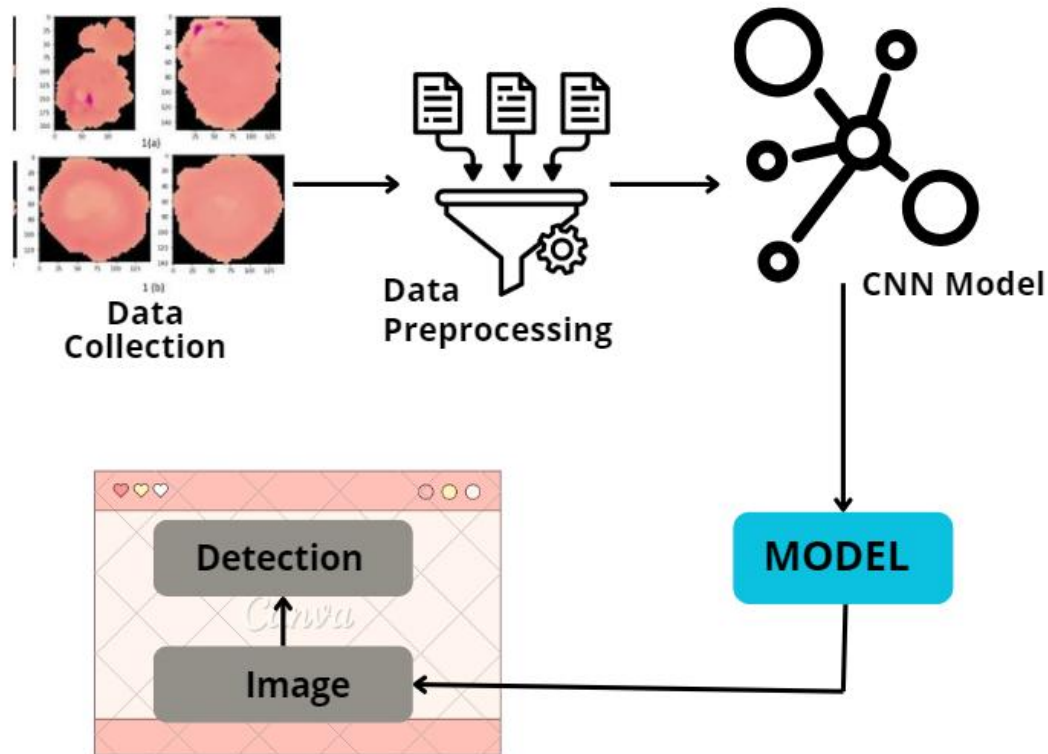 1(a)
1 (b)
Data
Collection
Data
Preprocessing
CNN Model
MODEL
Detection
Canva
Image